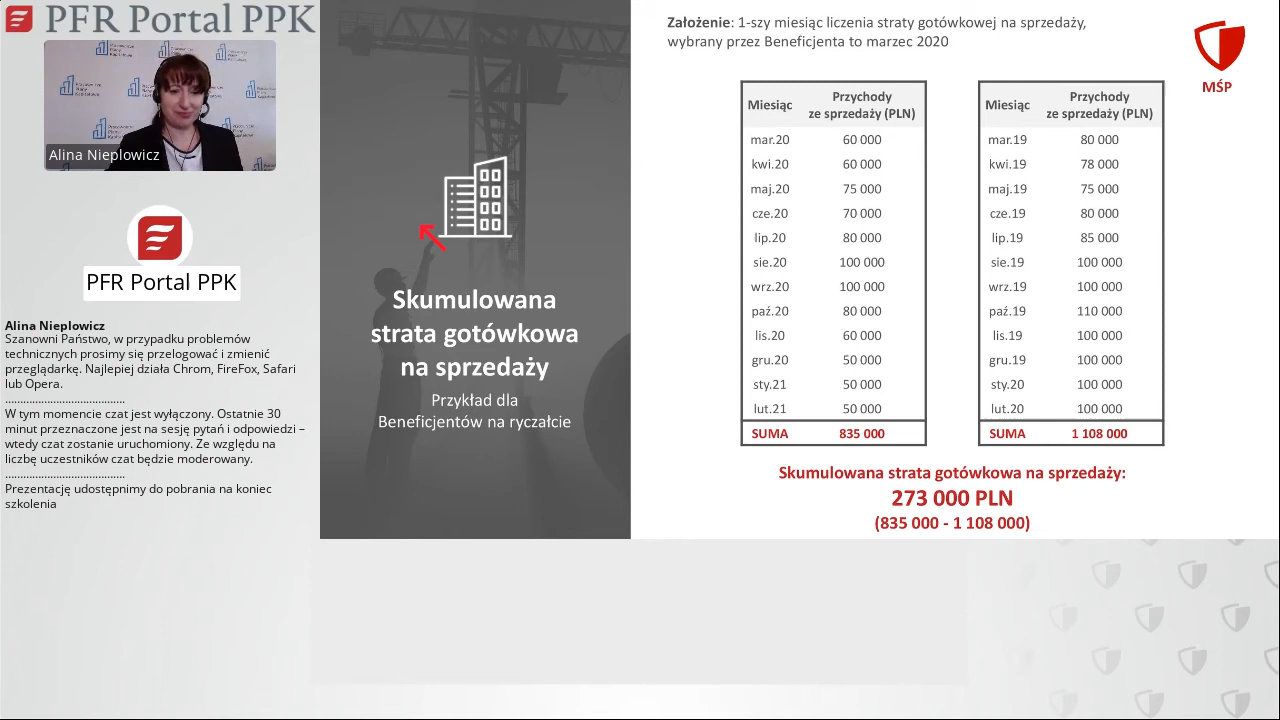 PFR Portal PPK
Alina Nieplowicz
PFR Portal PPK
Alina Nieplowicz
Szanowni Państwo, w przypadku problemów
technicznych prosimy się przelogować i zmienić
przeglądarkę. Najlepiej działa Chrom, FireFox, Safari
lub Opera.
........................................
W tym momencie czat jest wyłączony. Ostatnie 30
minut przeznaczone jest na sesję pytań i odpowiedzi –
wtedy czat zostanie uruchomiony. Ze względu na
liczbę uczestników czat będzie moderowany.
........................................
Prezentację udostępnimy do pobrania na koniec
szkolenia
Skumulowana
strata gotówkowa
na sprzedaży
Przykład dla
Beneficjentów na ryczałcie
Założenie: 1-szy miesiąc liczenia straty gotówkowej na sprzedaży,
wybrany przez Beneficjenta to marzec 2020
MŚP
Miesiąc Przychody ze sprzedaży (PLN)
mar.20 60 000
kwi.20 60 000
maj.20 75 000
cze.20 70 000
lip.20 80 000
sie.20 100 000
wrz.20 100 000
paź.20 80 000
lis.20 60 000
gru.20 50 000
sty.21 50 000
lut.21 50 000
SUMA 835 000
Miesiąc Przychody ze sprzedaży (PLN)
mar.19 80 000
kwi.19 78 000
maj.19 75 000
cze.19 80 000
lip.19 85 000
sie.19 100 000
wrz.19 100 000
paź.19 110 000
lis.19 100 000
gru.19 100 000
sty.20 100 000
lut.20 100 000
SUMA 1 108 000
Skumulowana strata gotówkowa na sprzedaży:
273 000 PLN
(835 000 - 1 108 000)